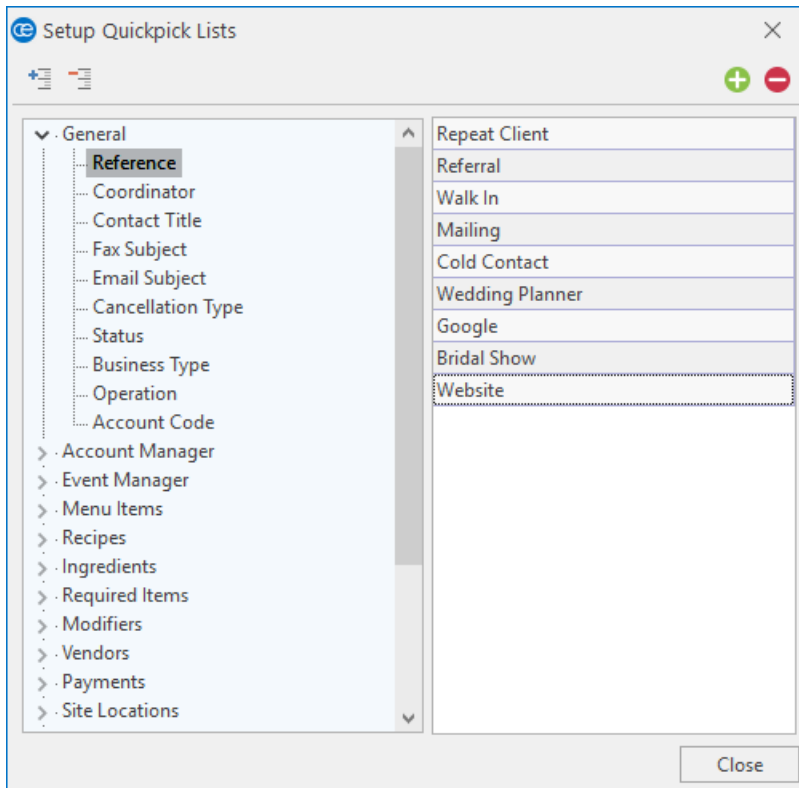 Setup Quickpick Lists
General
Reference
Coordinator
Contact Title
Fax Subject
Email Subject
Cancellation Type
Status
Business Type
Operation
Account Code
Account Manager
Event Manager
Menu Items
Recipes
Ingredients
Required Items
Modifiers
Vendors
Payments
Site Locations
Repeat Client
Referral
Walk In
Mailing
Cold Contact
Wedding Planner
Google
Bridal Show
Website
Close